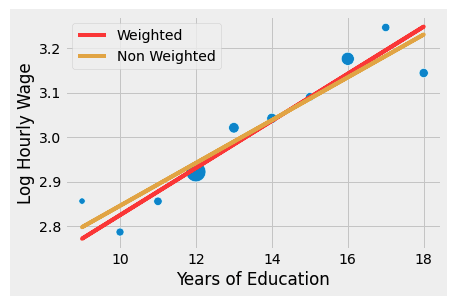 Weighted
Non Weighted
3.2
3.1
3.0
2.9
2.8
Log Hourly Wage
10
12
14
16
18
Years of Education